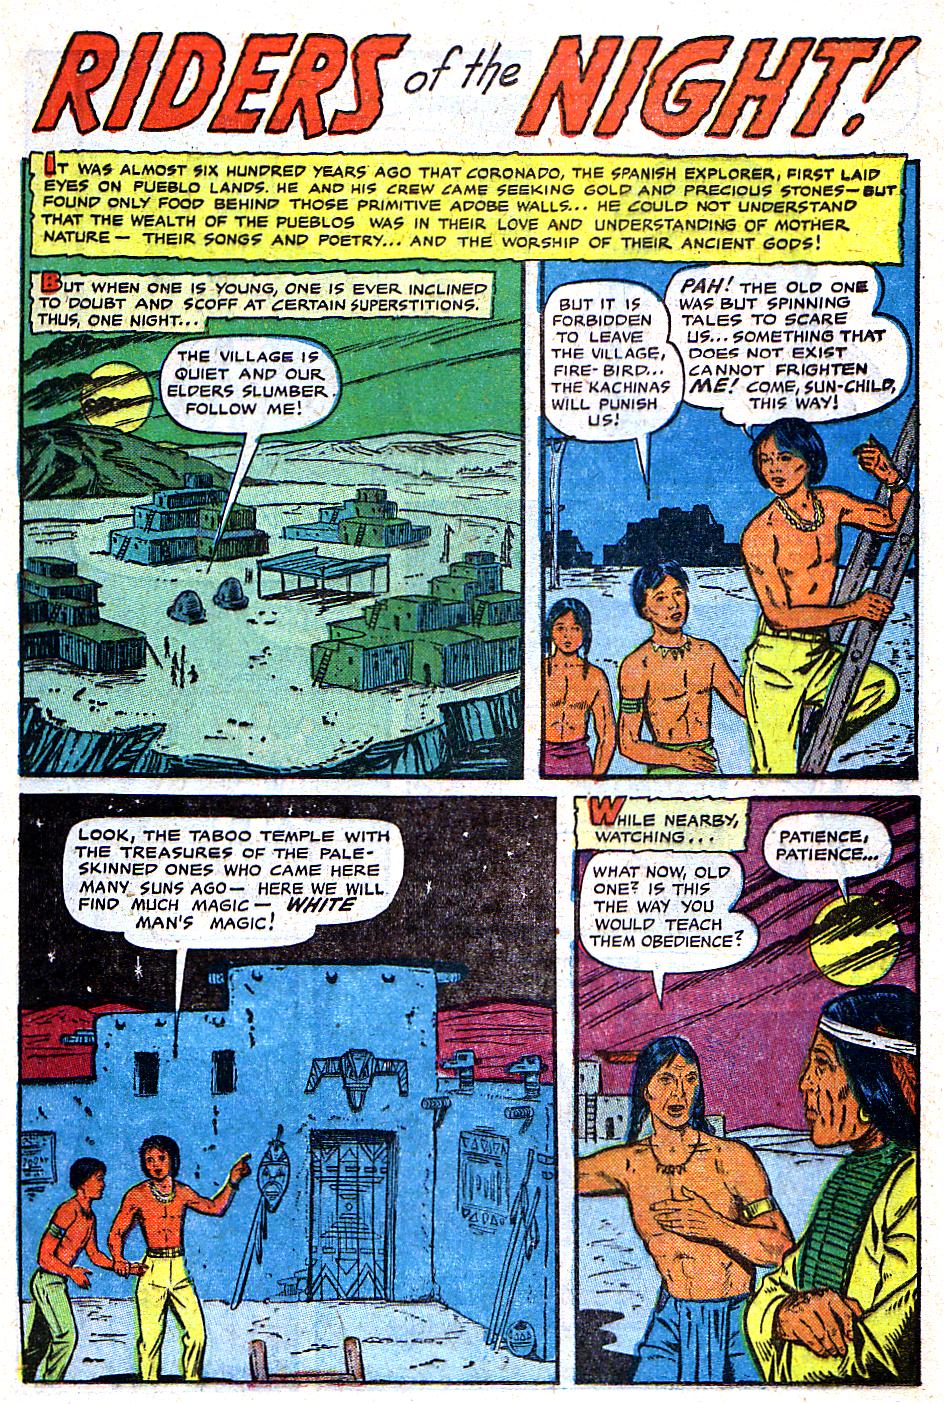 RIDERS of the NIGHT!
IT WAS ALMOST SIX HUNDRED YEARS AGO THAT CORONADO, THE SPANISH EXPLORER, FIRST LAID
EYES ON PUEBLO LANDS. HE AND HIS CREW CAME SEEKING GOLD AND PRECIOUS STONES—BUT
FOUND ONLY FOOD BEHIND THOSE PRIMITIVE ADOBE WALLS... HE COULD NOT UNDERSTAND
THAT THE WEALTH OF THE PUEBLOS WAS IN THEIR LOVE AND UNDERSTANDING OF MOTHER
NATURE— THEIR SONGS AND POETRY... AND THE WORSHIP OF THEIR ANCIENT GODS!
BUT WHEN ONE IS YOUNG, ONE IS EVER INCLINED
TO DOUBT AND SCOFF AT CERTAIN SUPERSTITIONS.
THUS, ONE NIGHT...
THE VILLAGE IS
QUIET AND OUR
ELDERS SLUMBER.
FOLLOW ME!
BUT IT IS
FORBIDDEN
TO LEAVE
THE VILLAGE,
FIRE-BIRD...
THE KACHINAS
WILL PUNISH
US!
PAH! THE OLD ONE
WAS BUT SPINNING
TALES TO SCARE
US... SOMETHING THAT
DOES NOT EXIST
CANNOT FRIGHTEN
ME! COME, SUN-CHILD,
THIS WAY!
LOOK, THE TABOO TEMPLE WITH
THE TREASURES OF THE PALE-
SKINNED ONES WHO CAME HERE
MANY SUNS AGO— HERE WE WILL
FIND MUCH MAGIC— WHITE
MAN'S MAGIC!
WHILE NEARBY,
WATCHING...
PATIENCE,
PATIENCE...
WHAT NOW, OLD
ONE? IS THIS
THE WAY YOU
WOULD TEACH
THEM OBEDIENCE?